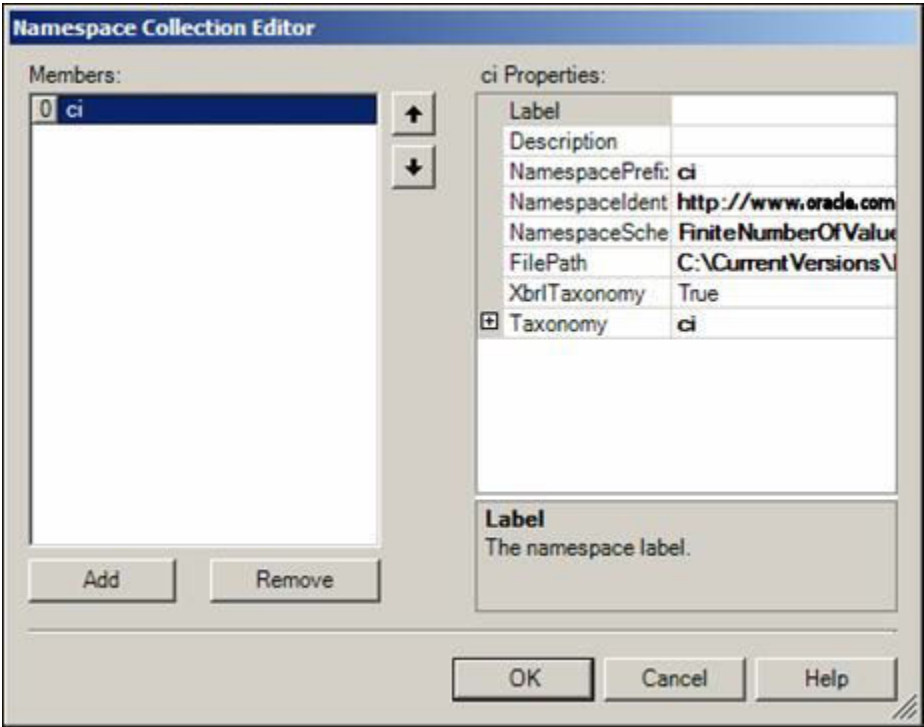 Namespace Collection Editor
Members:
0 ci
Add Remove
ci Properties:
Label
Description
NamespacePrefi: ci
NamespaceIdent http://www.oracle.com
NamespaceSche FiniteNumberOfValue
FilePath C:\CurrentVersions\
XbrlTaxonomy True
Taxonomy ci
Label
The namespace label.
OK Cancel Help